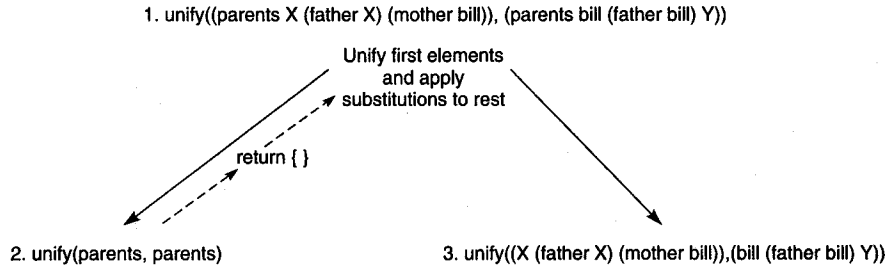 1. unify((parents X (father X) (mother bill)), (parents bill (father bill) Y))
Unify first elements
and apply
substitutions to rest
return { }
2. unify(parents, parents)
3. unify((X (father X) (mother bill)),(bill (father bill) Y))